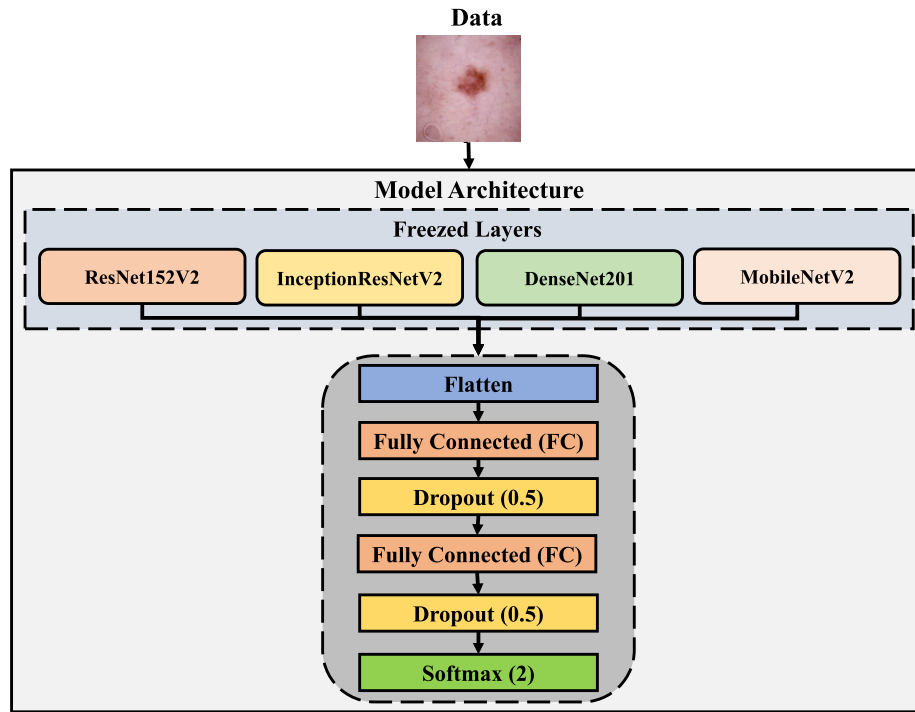 Data
Model Architecture
Freezed Layers
ResNet152V2
InceptionResNetV2
DenseNet201
MobileNetV2
Flatten
Fully Connected (FC)
Dropout (0.5)
Fully Connected (FC)
Dropout (0.5)
Softmax (2)